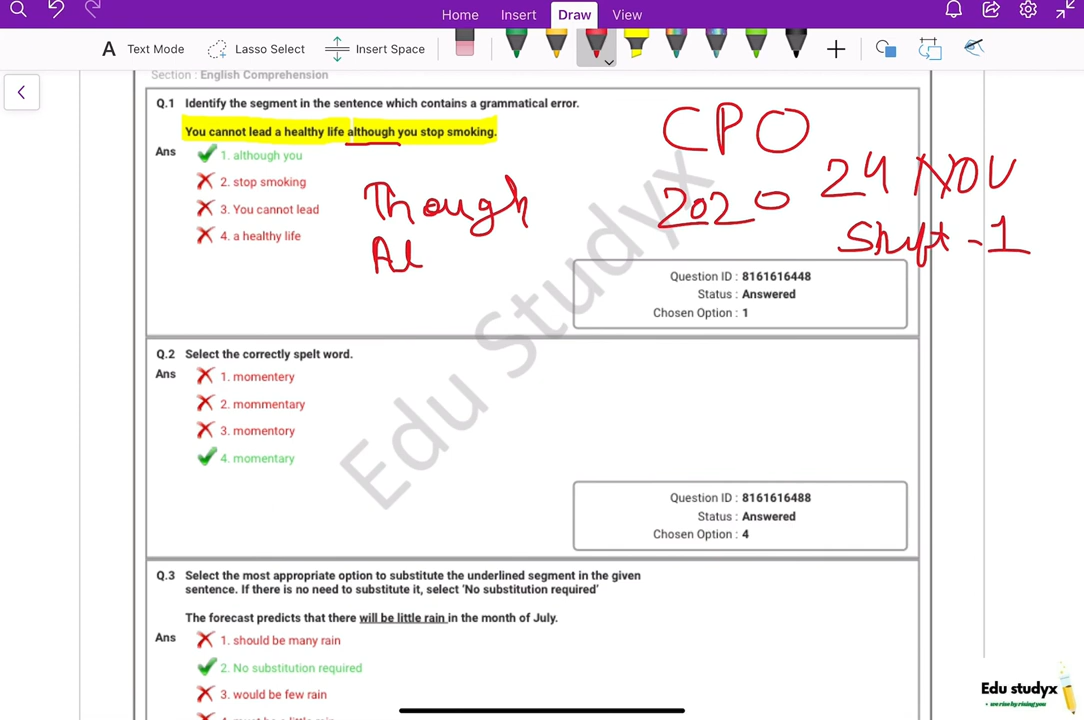 Home Insert Draw View
Text Mode Lasso Select Insert Space
Section : English Comprehension
Q.1 Identify the segment in the sentence which contains a grammatical error.
You cannot lead a healthy life although you stop smoking.
Ans 1. although you
2. stop smoking
3. You cannot lead
4. a healthy life
Though
Al
CPO
2020 24 NOV
Shift -1
Question ID : 8161616448
Status : Answered
Chosen Option : 1
Q.2 Select the correctly spelt word.
Ans 1. momentery
2. mommentary
3. momentory
4. momentary
Question ID : 8161616488
Status : Answered
Chosen Option : 4
Q.3 Select the most appropriate option to substitute the underlined segment in the given
sentence. If there is no need to substitute it, select 'No substitution required'
The forecast predicts that there will be little rain in the month of July.
Ans 1. should be many rain
2. No substitution required
3. would be few rain
Edu Studyx
Edu studyx
we rise by rising you